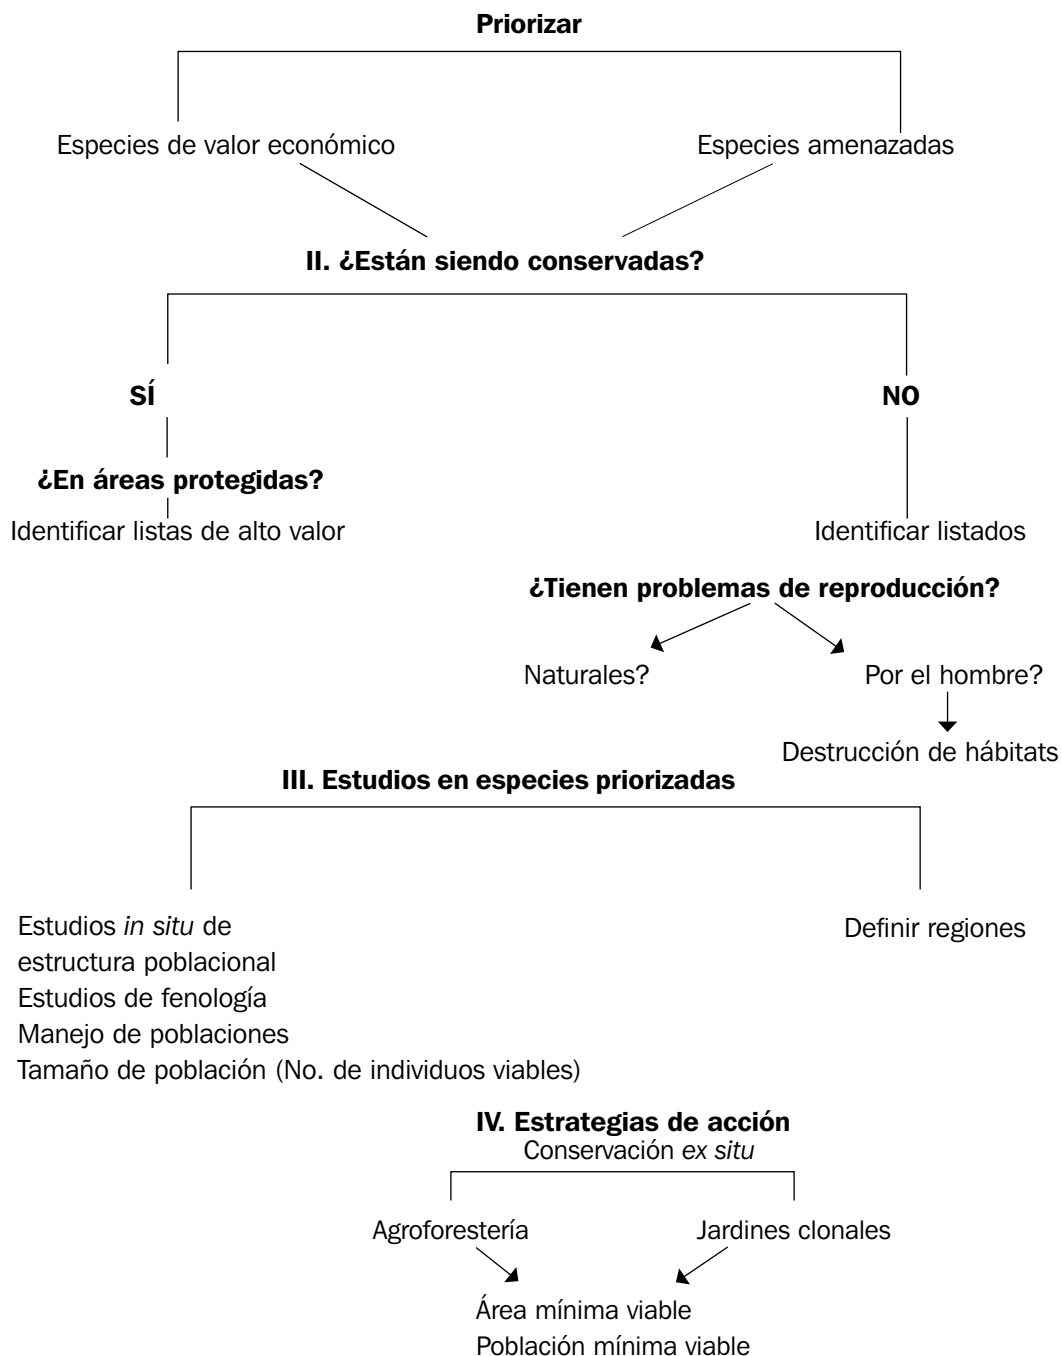 Priorizar
Especies de valor económico
Especies amenazadas
II. ¿Están siendo conservadas?
SÍ
NO
¿En áreas protegidas?
Identificar listas de alto valor
Identificar listados
¿Tienen problemas de reproducción?
Naturales?
Por el hombre?
Destrucción de hábitats
III. Estudios en especies priorizadas
Estudios in situ de
estructura poblacional
Estudios de fenología
Manejo de poblaciones
Tamaño de población (No. de individuos viables)
Definir regiones
IV. Estrategias de acción
Conservación ex situ
Agroforestería
Jardines clonales
Área mínima viable
Población mínima viable